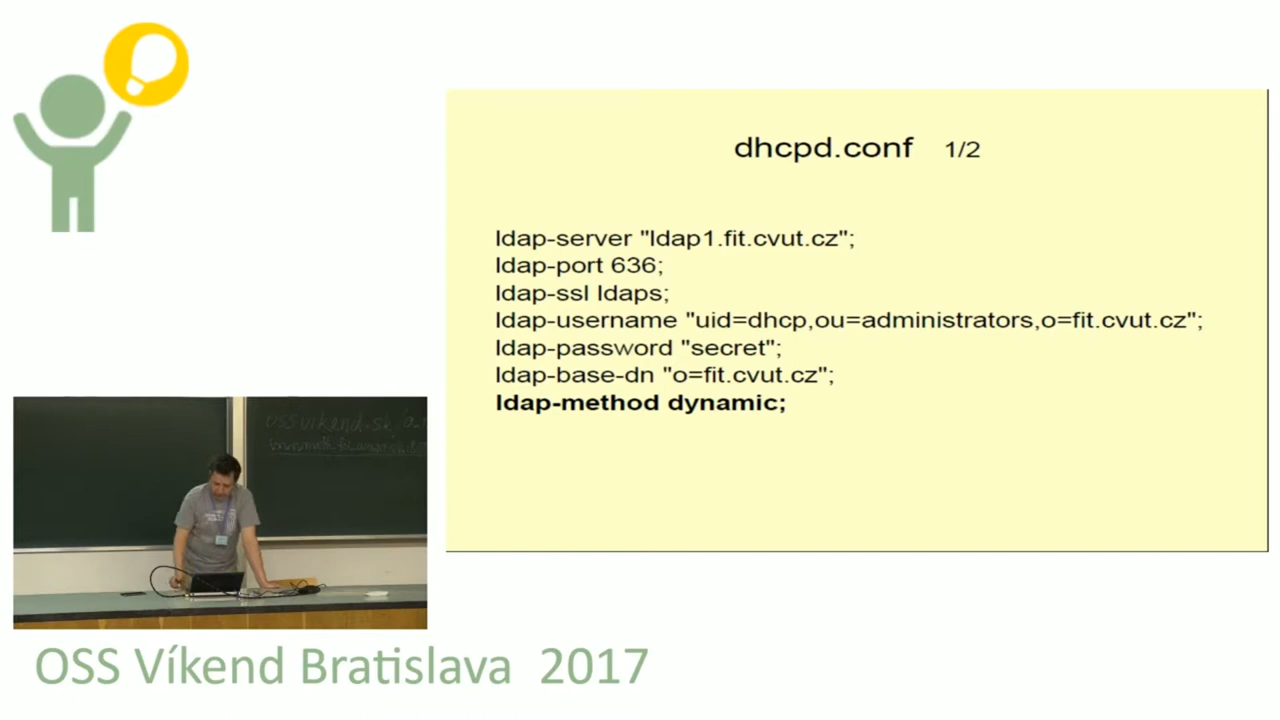 dhcpd.conf 1/2
ldap-server "ldap1.fit.cvut.cz";
ldap-port 636;
ldap-ssl ldaps;
ldap-username "uid=dhcp,ou=administrators,o=fit.cvut.cz";
ldap-password "secret";
ldap-base-dn "o=fit.cvut.cz";
ldap-method dynamic;
ossvikend.sk
OSS Víkend Bratislava 2017